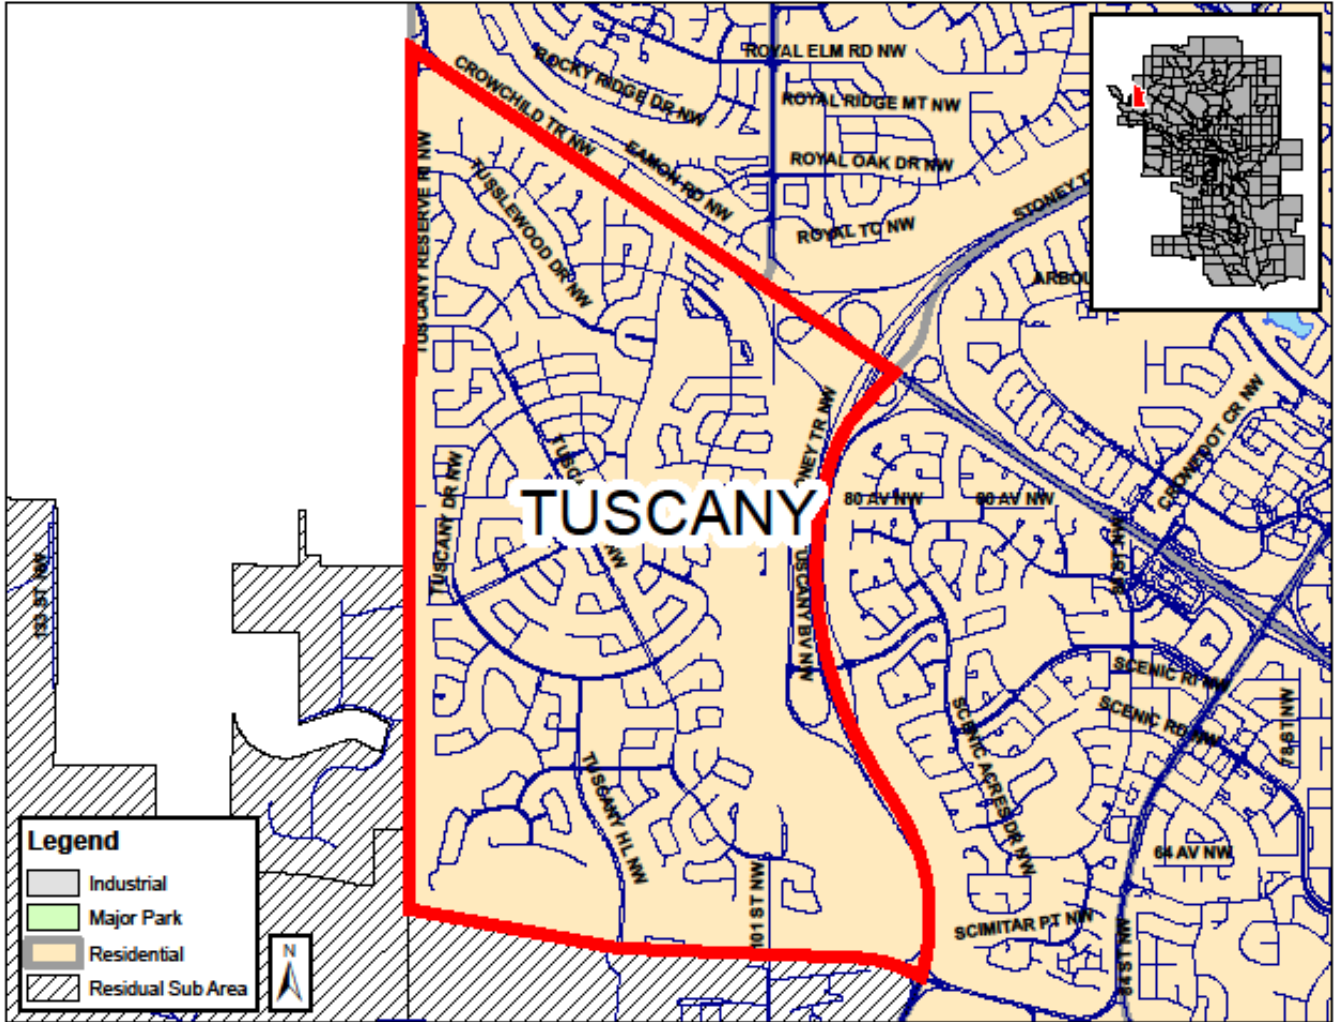 ROYAL ELM RD NW
ROCKY RIDGE DR NW
CROWCHILD TR NW
ROYAL RIDGE MT NW
EAMON RD NW
ROYAL OAK DR NW
TUSCANY RESERVE RI NW
TUSSLEWOOD DR NW
ROYAL TC NW
STONEY
ARBOU
CROWFOOT CR NW
TUSCANY DR NW
NW
80 AV NW
80 AV NW
TUSCANY
133 ST NW
TUSCANY BV NW
SCENIC RI NW
SCENIC RD NW
78 ST NW
SCENIC ACRES DR NW
TUSCANY HL NW
64 AV NW
101 ST NW
SCIMITAR PT NW
84 ST NW
Legend
Industrial
Major Park
Residential
Residual Sub Area
N